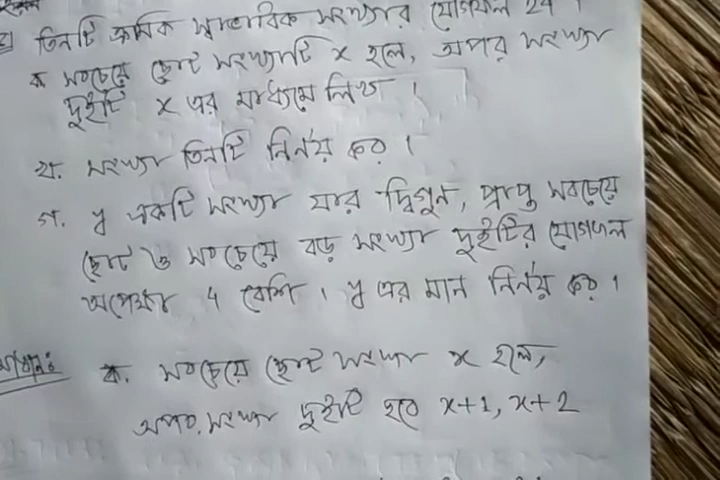 তিনটি ক্রমিক স্বাভাবিক সংখ্যার যোগফল 24 ।
ক সবচেয়ে ছোট সংখ্যাটি x হলে, অপর সংখ্যা
দুইটি x এর মাধ্যমে লিখ ।
খ. সংখ্যা তিনটি নির্ণয় কর ।
গ. y একটি সংখ্যা যার দ্বিগুন, প্রাপ্ত সবচেয়ে
ছোট ও সবচেয়ে বড় সংখ্যা দুইটির যোগফল
অপেক্ষা 4 বেশি । y এর মান নির্ণয় কর ।
ক. সবচেয়ে ছোট সংখ্যা x হলে,
অপর সংখ্যা দুইটি হবে x+1, x+2